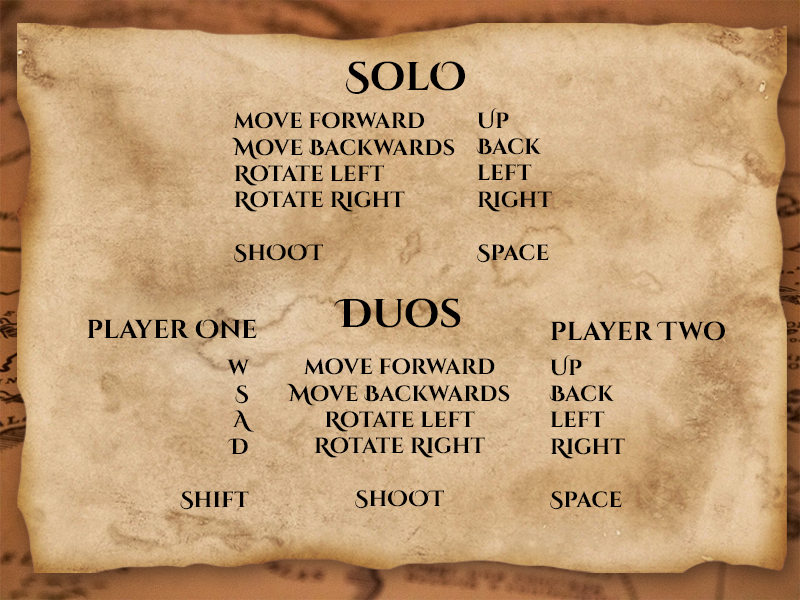 SOLO
MOVE FORWARD UP
MOVE BACKWARDS BACK
ROTATE LEFT LEFT
ROTATE RIGHT RIGHT
SHOOT SPACE
DUOS
PLAYER ONE PLAYER TWO
W MOVE FORWARD UP
S MOVE BACKWARDS BACK
A ROTATE LEFT LEFT
D ROTATE RIGHT RIGHT
SHIFT SHOOT SPACE